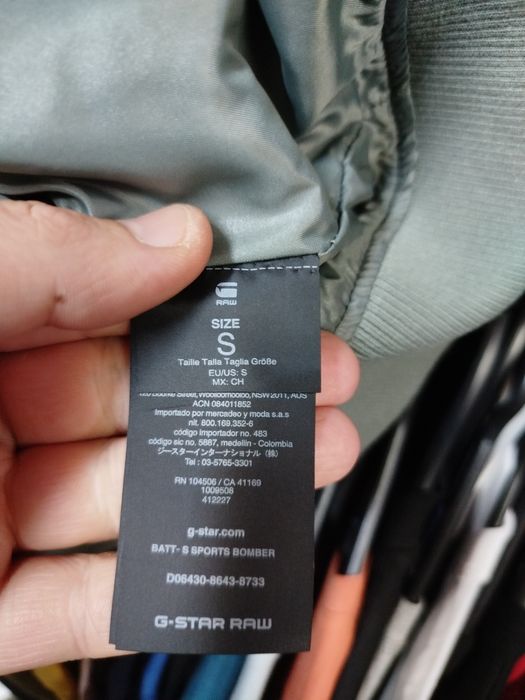 RAW
SIZE
S
Taille Talla Taglia Größe
EU/US: S
MX: CH
Street, Woolloomooloo, NSW2011, AUS
ACN 084011852
Importado por mercadeo y moda s.a.s
nit. 800.169.352-6
código importador no. 483
código sic no. 5887, medellin - Colombia
ジースターインターナショナル（株）
Tel : 03-5765-3301
RN 104506 / CA 41169
1009508
412227
g-star.com
BATT- S SPORTS BOMBER
D06430-8643-8733
G-STAR RAW